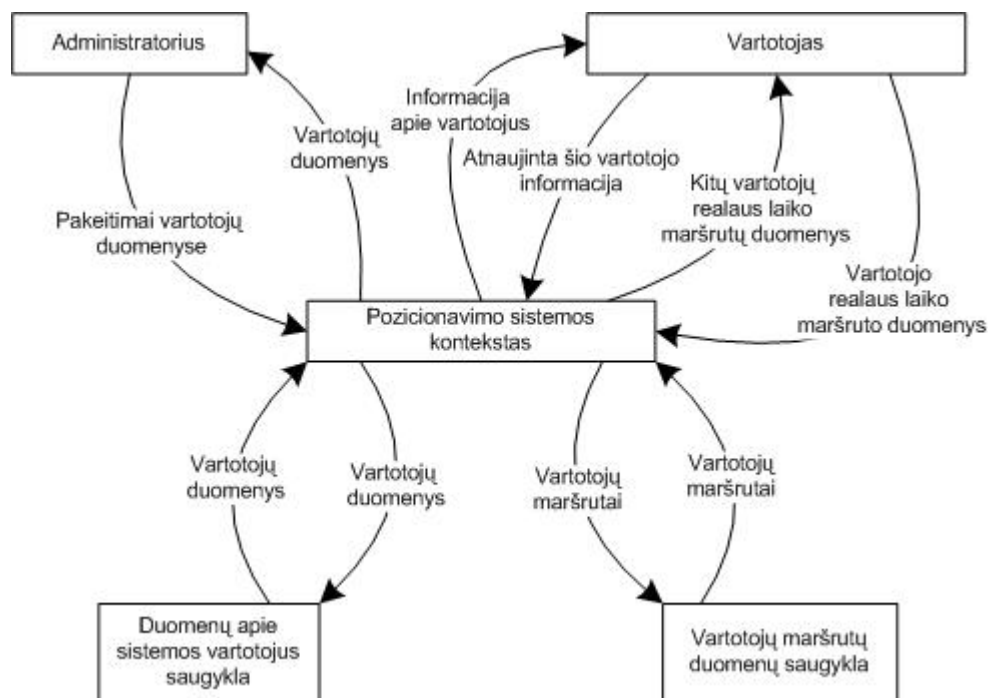 Administratorius
Vartotojas
Informacija
apie vartotojus
Vartotojų
duomenys
Atnaujinta šio vartotojo
informacija
Kitų vartotojų
realaus laiko
maršrutų duomenys
Pakeitimai vartotojų
duomenyse
Vartotojo
realaus laiko
maršruto duomenys
Pozicionavimo sistemos
kontekstas
Vartotojų
duomenys
Vartotojų
duomenys
Vartotojų
maršrutai
Vartotojų
maršrutai
Duomenų apie
sistemos vartotojus
saugykla
Vartotojų maršrutų
duomenų saugykla